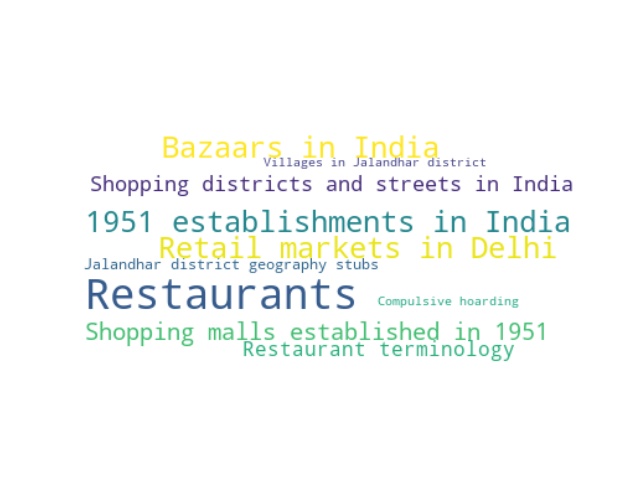 Bazaars in India
Villages in Jalandhar district
Shopping districts and streets in India
1951 establishments in India
Retail markets in Delhi
Jalandhar district geography stubs
Restaurants
Compulsive hoarding
Shopping malls established in 1951
Restaurant terminology